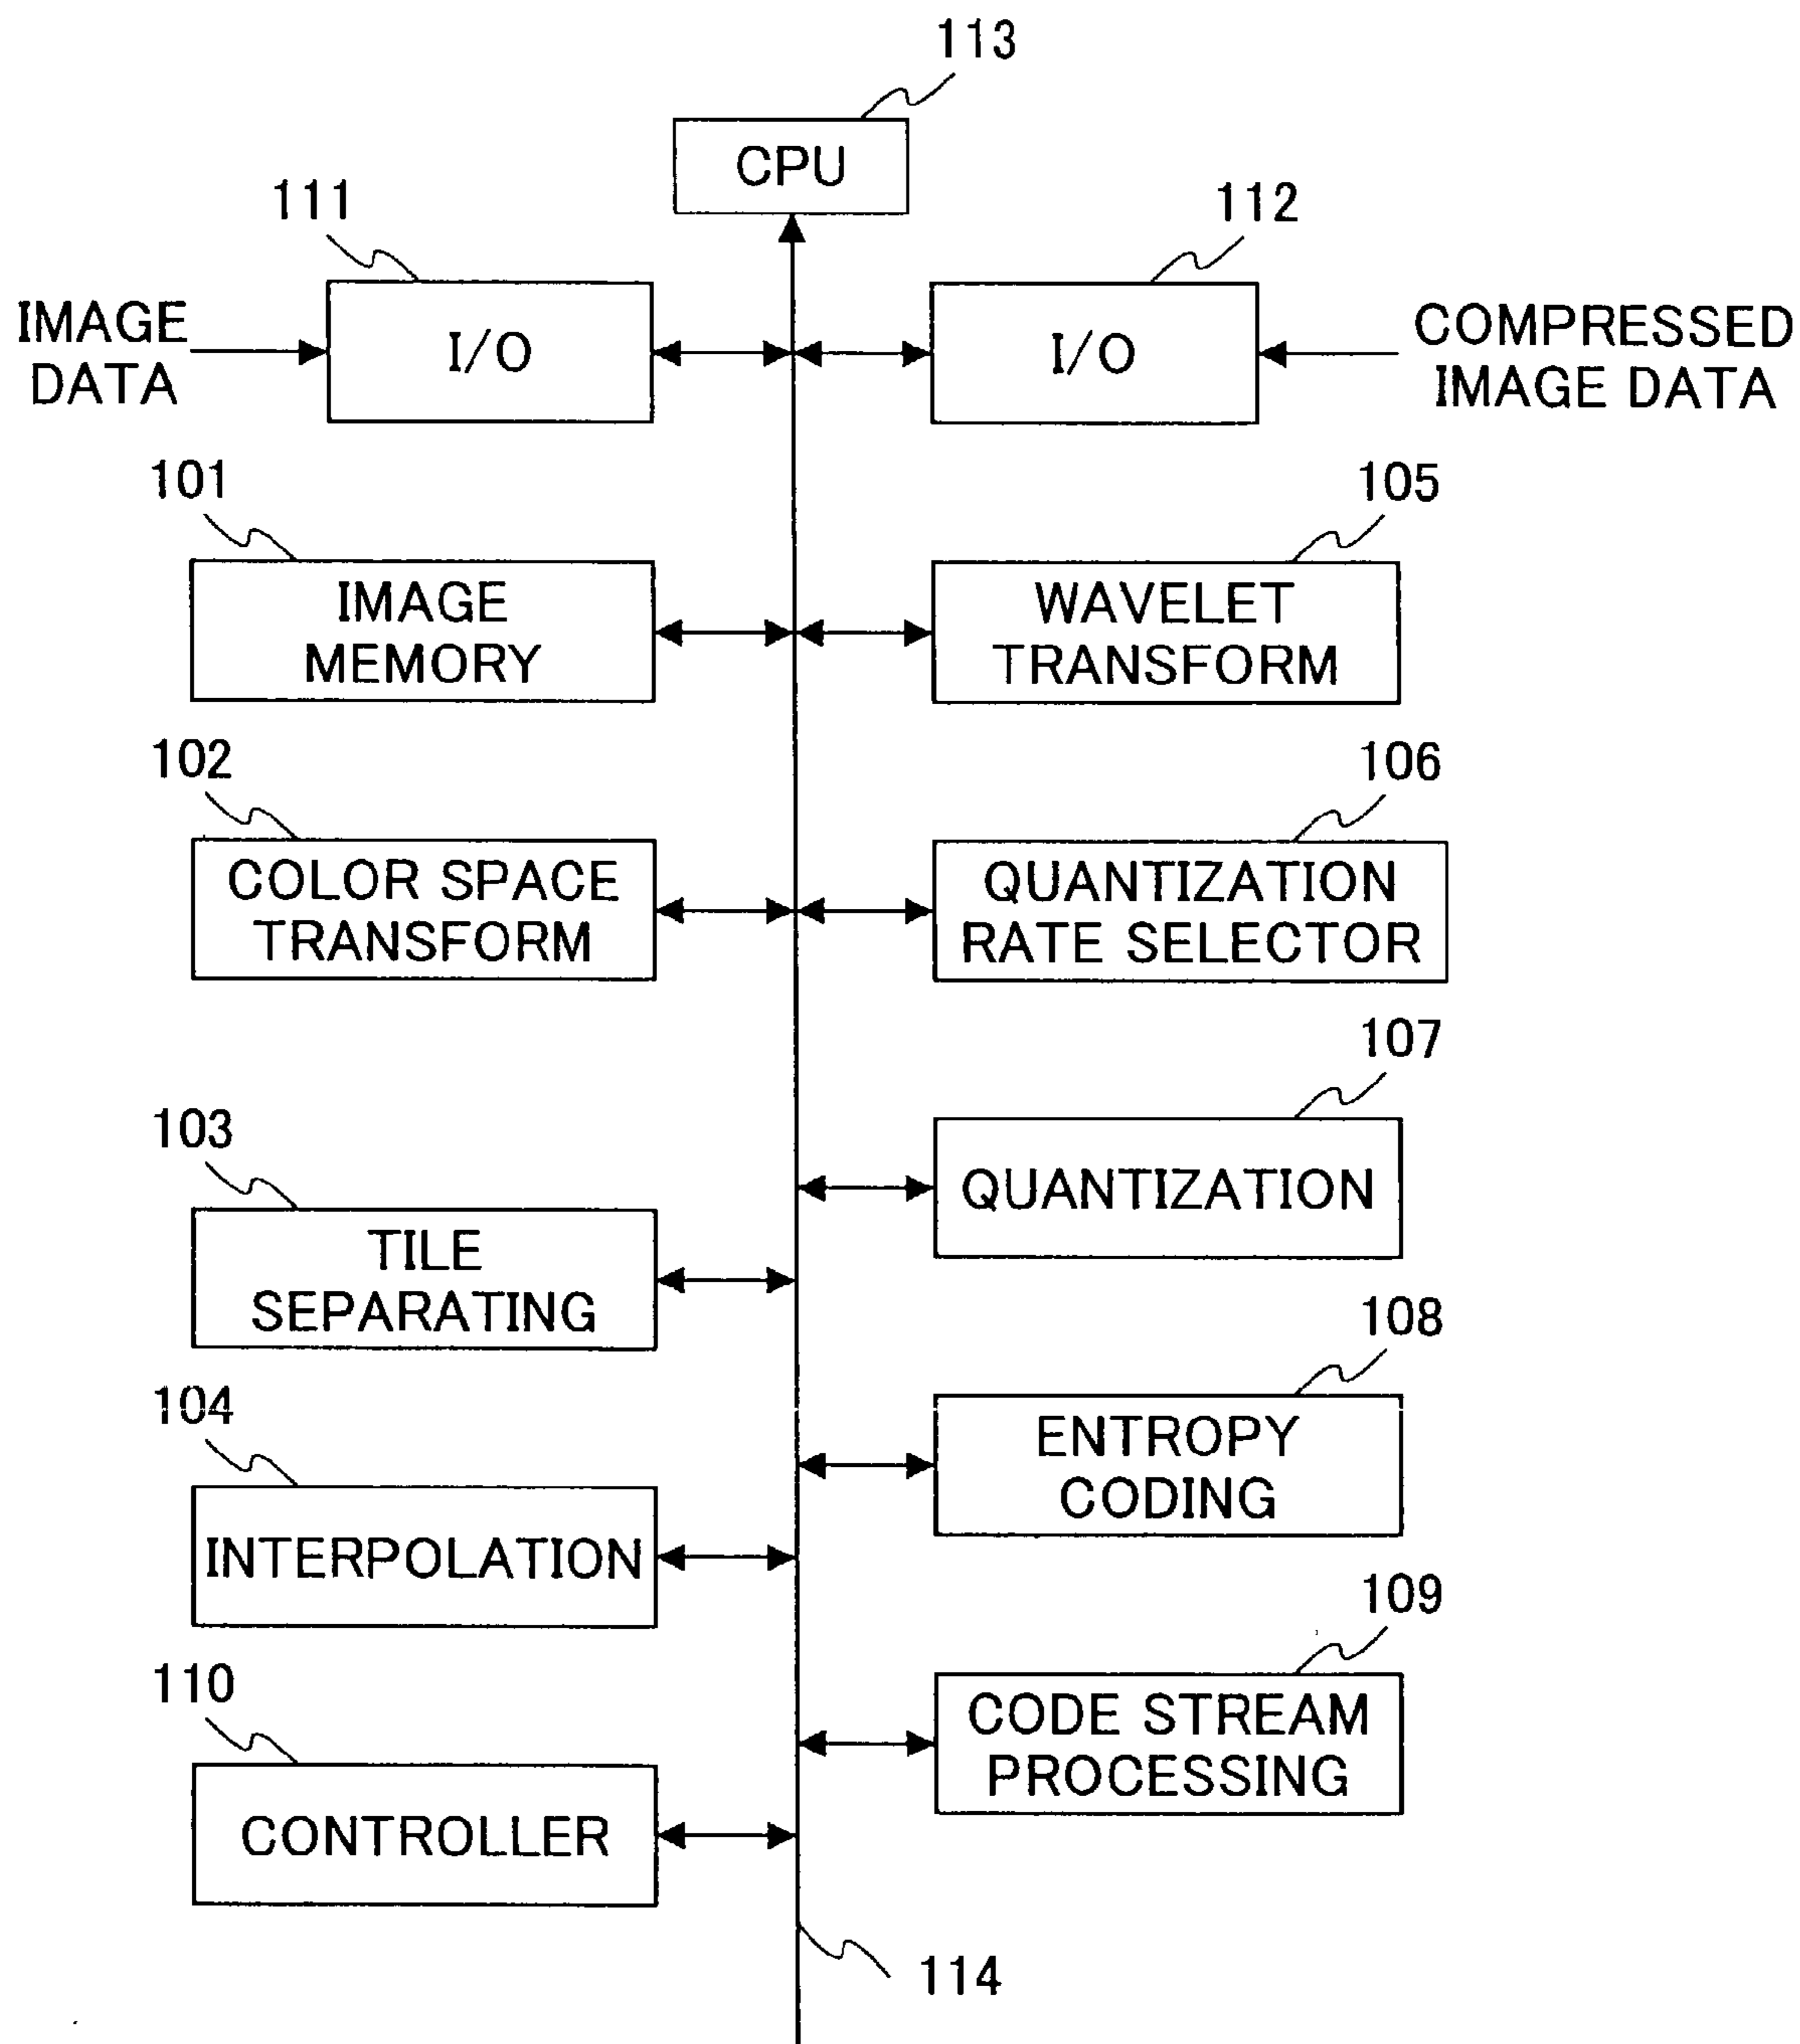 113
CPU
111
112
IMAGE
DATA
I/O
I/O
COMPRESSED
IMAGE DATA
101
105
IMAGE
MEMORY
WAVELET
TRANSFORM
102
106
COLOR SPACE
TRANSFORM
QUANTIZATION
RATE SELECTOR
107
QUANTIZATION
103
TILE
SEPARATING
108
ENTROPY
CODING
104
INTERPOLATION
109
CODE STREAM
PROCESSING
110
CONTROLLER
114